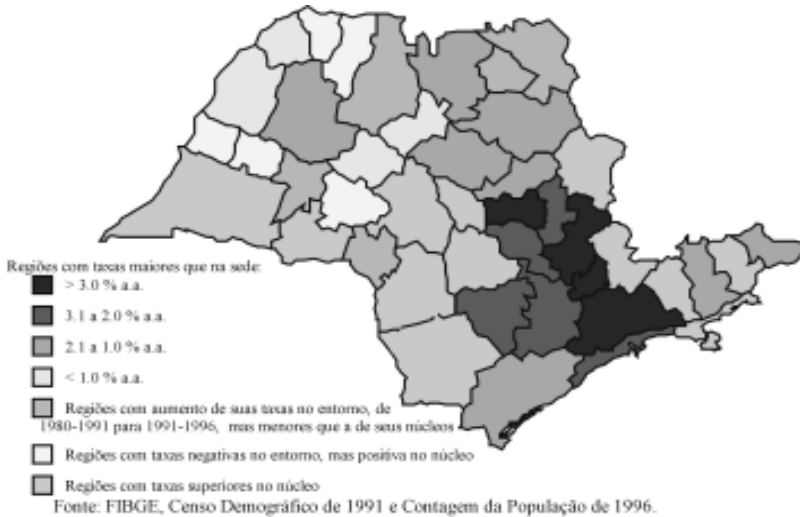 Regiões com taxas maiores que na sede:
> 3.0 % a.a.
3.1 a 2.0 % a.a.
2.1 a 1.0 % a.a.
< 1.0 % a.a.
Regiões com aumento de suas taxas no entorno, de
1980-1991 para 1991-1996, mas menores que a de seus núcleos
Regiões com taxas negativas no entorno, mas positiva no núcleo
Regiões com taxas superiores no núcleo
Fonte: FIBGE, Censo Demográfico de 1991 e Contagem da População de 1996.